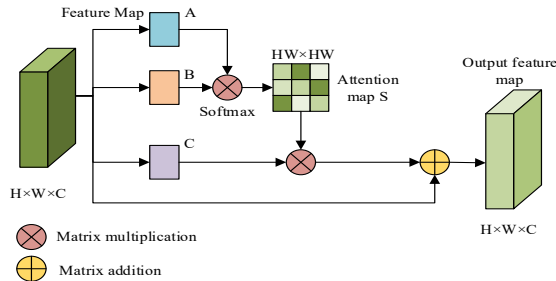 Feature Map
A
HW×HW
B
Softmax
Attention
map S
Output feature
map
C
H×W×C
H×W×C
Matrix multiplication
Matrix addition